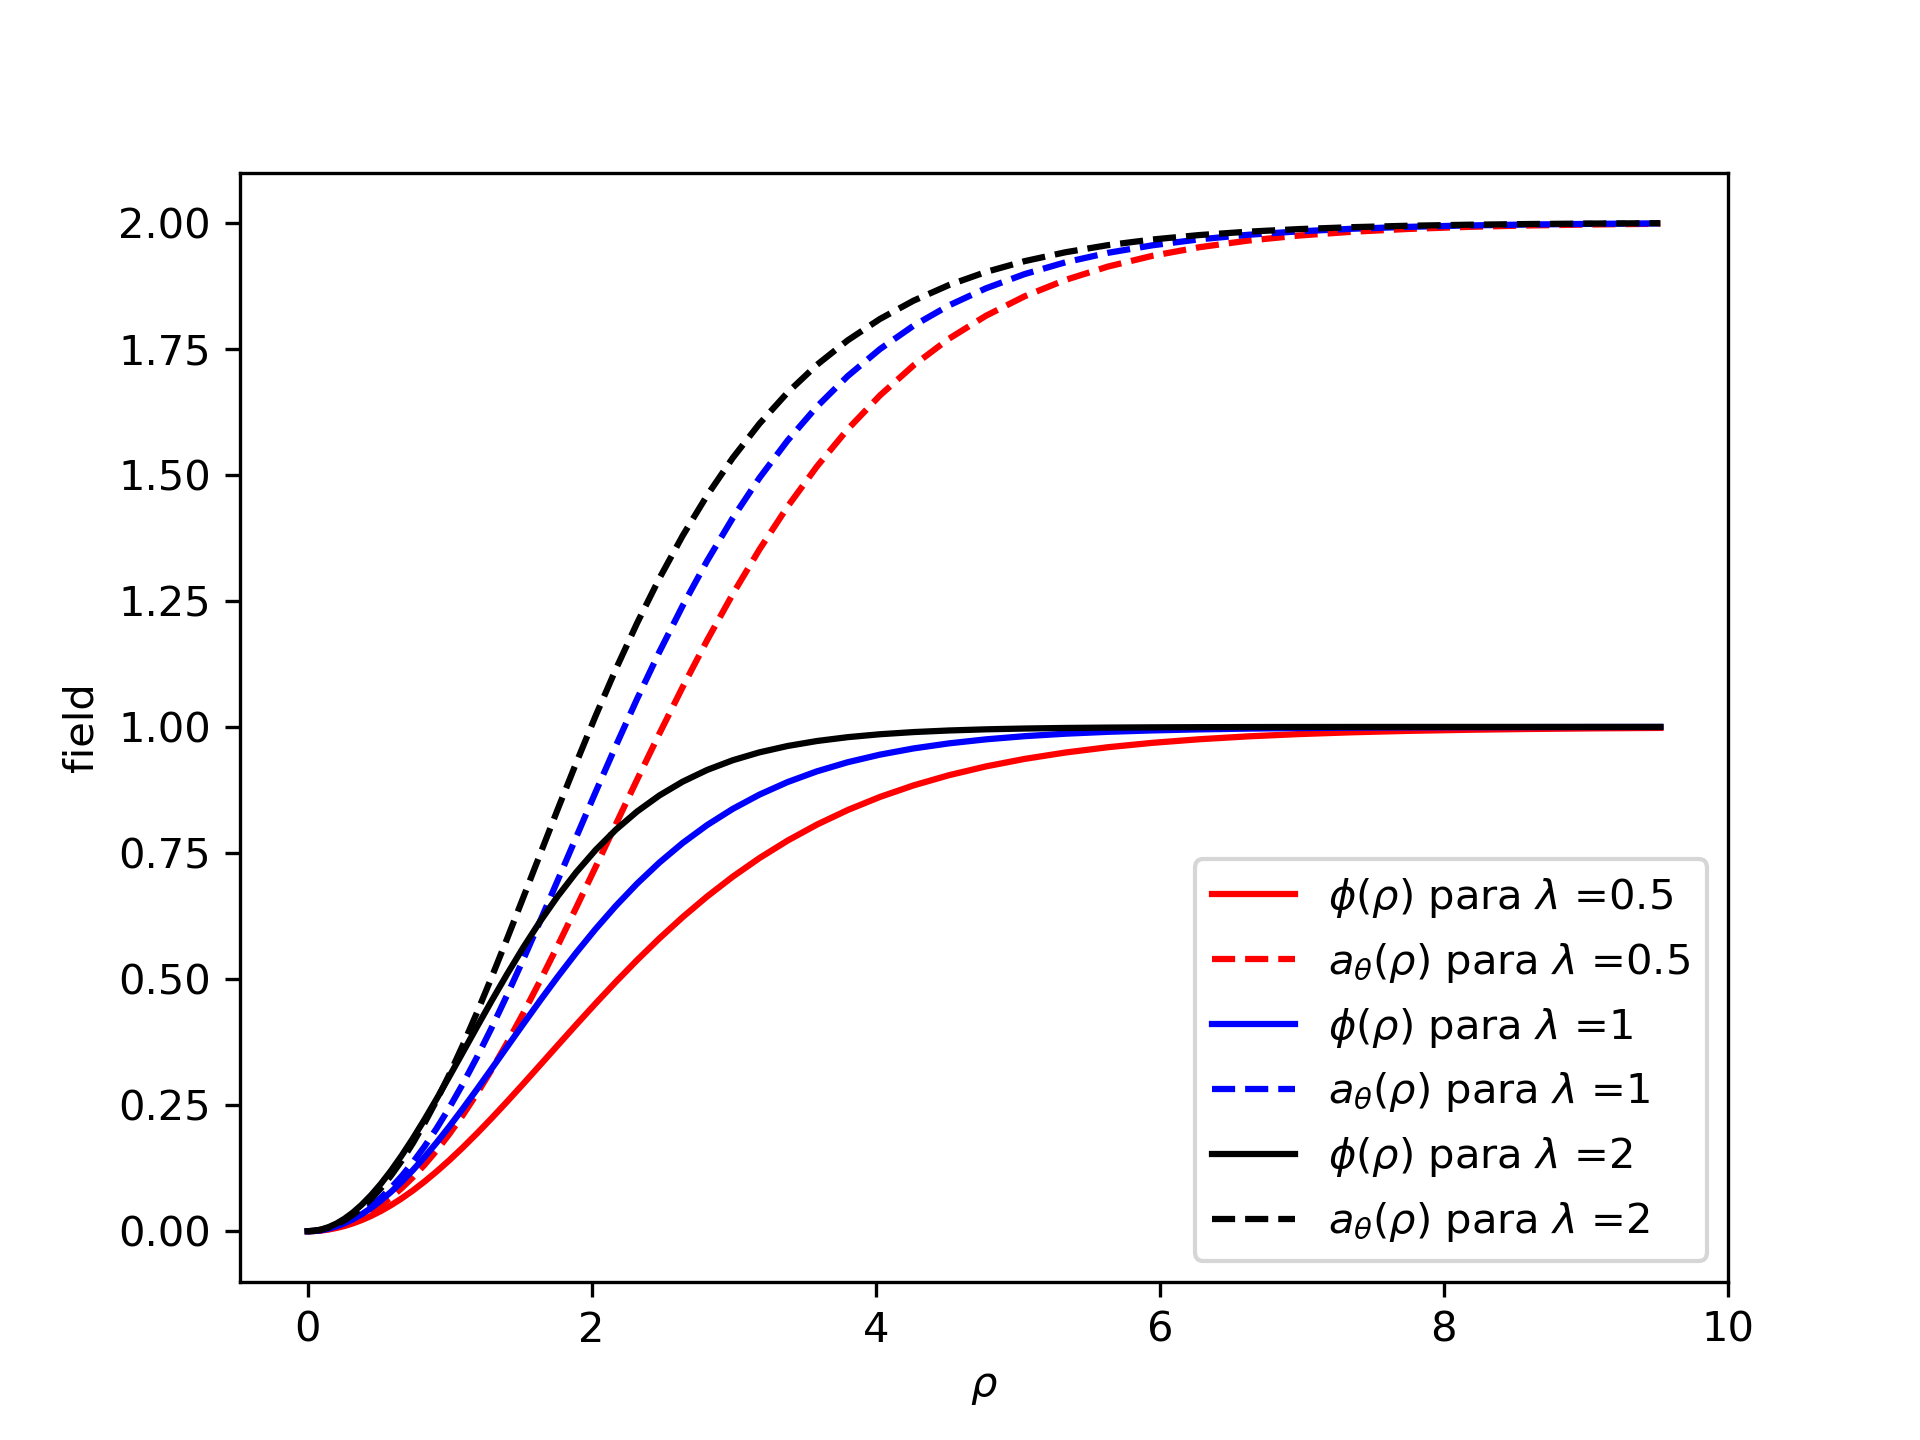 2.00
1.75
1.50
1.25
1.00
0.75
0.50
0.25
0.00
field
0 2 4 6 8 10
ρ
ϕ(ρ) para λ =0.5
aθ(ρ) para λ =0.5
ϕ(ρ) para λ =1
aθ(ρ) para λ =1
ϕ(ρ) para λ =2
aθ(ρ) para λ =2